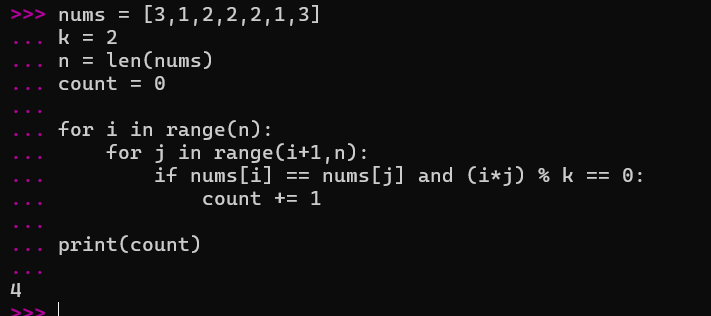 >>> nums = [3,1,2,2,2,1,3]
... k = 2
... n = len(nums)
... count = 0
...
... for i in range(n):
...     for j in range(i+1,n):
...         if nums[i] == nums[j] and (i*j) % k == 0:
...             count += 1
...
... print(count)
...
4
>>>